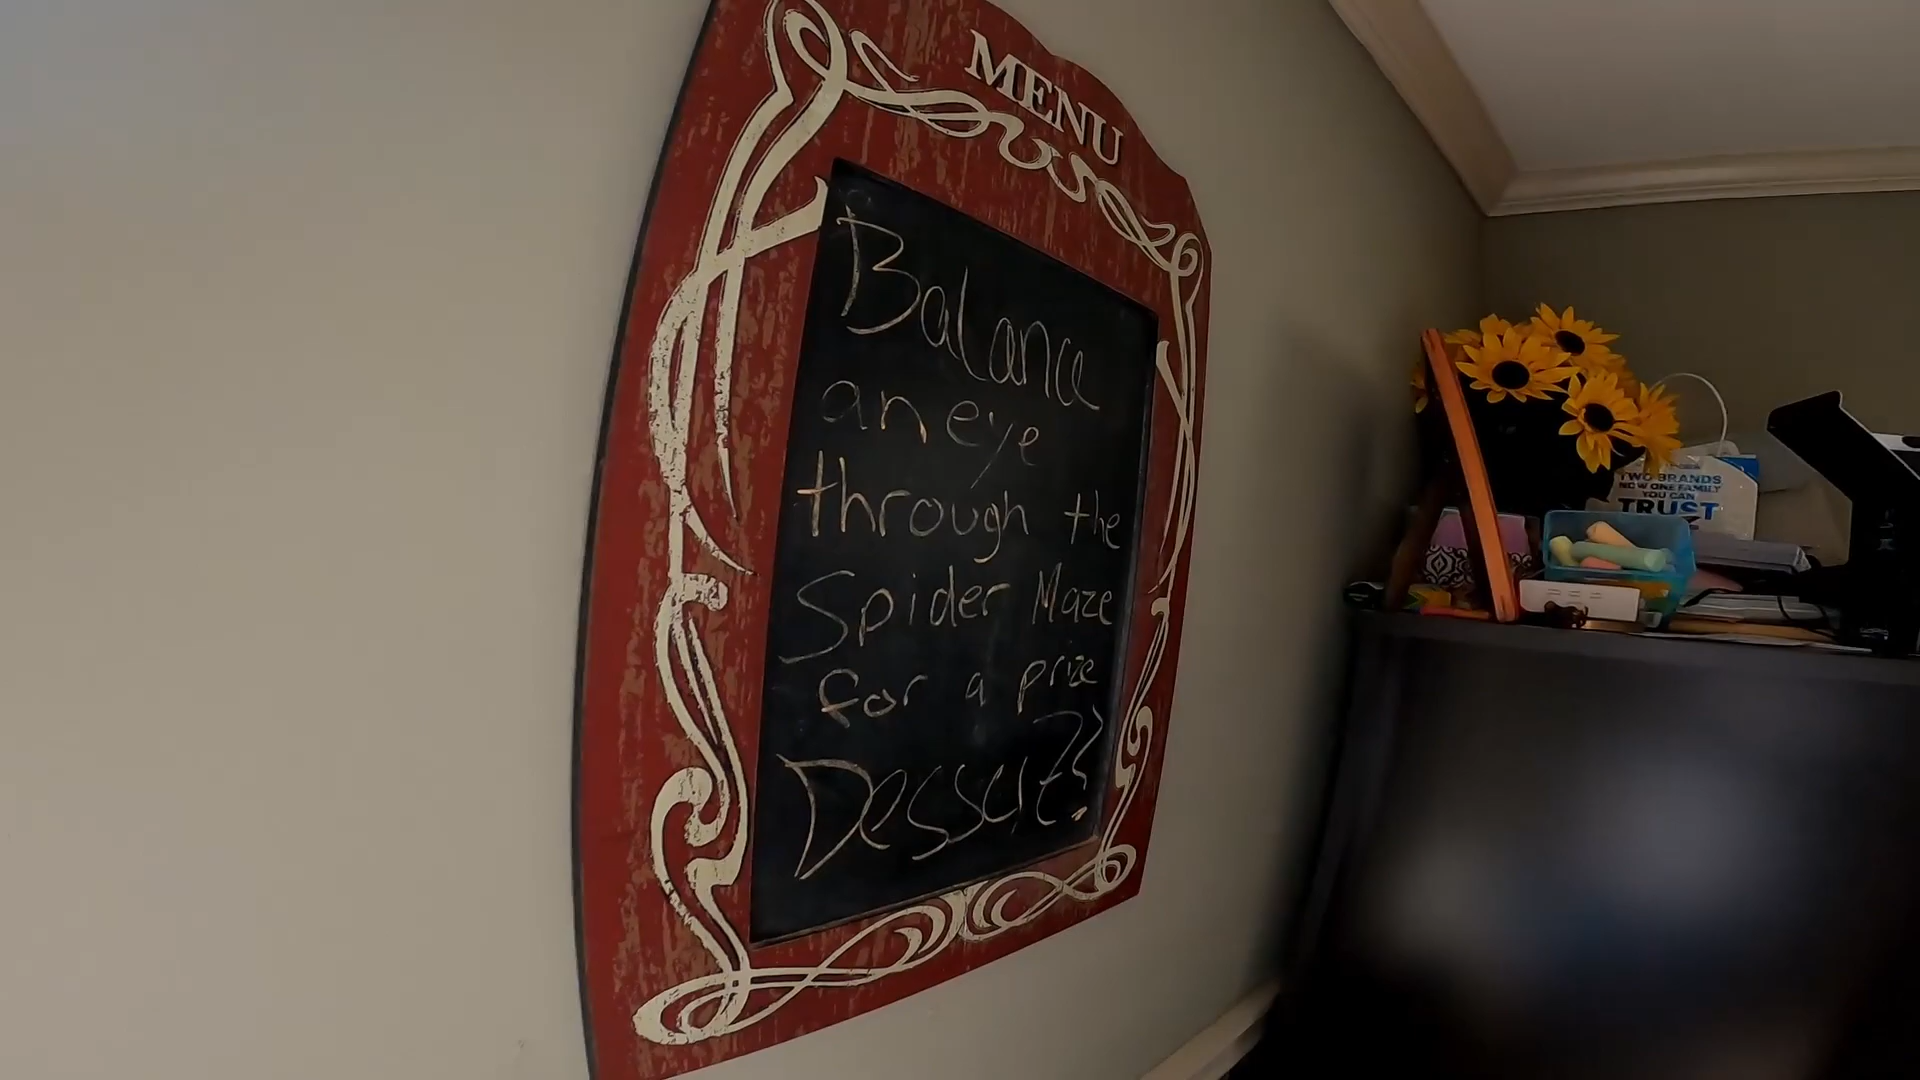 MENU
Balance
an eye
through the
Spider Maze
for a prize
Dessert??
TWO BRANDS
NOW ONE FAMILY
YOU CAN
TRUST